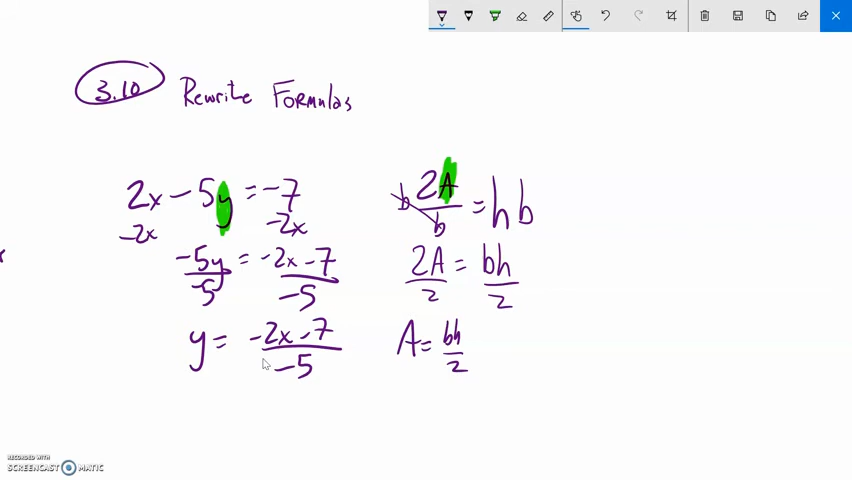 3.10 Rewrite Formulas
2x - 5y = -7
-2x -2x
-5y = -2x - 7
-5 -5
y = -2x - 7
-5
b 2A = h b
b
2A = bh
2 2
A = bh
2
RECORDED WITH
SCREENCAST MATIC